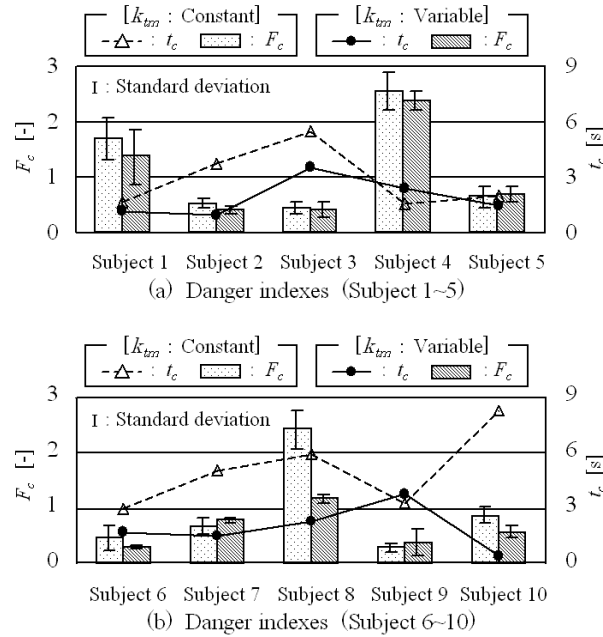 [k_tm : Constant] [k_tm : Variable]
: t_c : F_c : t_c : F_c
I : Standard deviation
F_c [-]
3
2
1
0
t_c [s]
9
6
3
0
Subject 1 Subject 2 Subject 3 Subject 4 Subject 5
(a) Danger indexes (Subject 1~5)
[k_tm : Constant] [k_tm : Variable]
: t_c : F_c : t_c : F_c
I : Standard deviation
F_c [-]
3
2
1
0
t_c [s]
9
6
3
0
Subject 6 Subject 7 Subject 8 Subject 9 Subject 10
(b) Danger indexes (Subject 6~10)